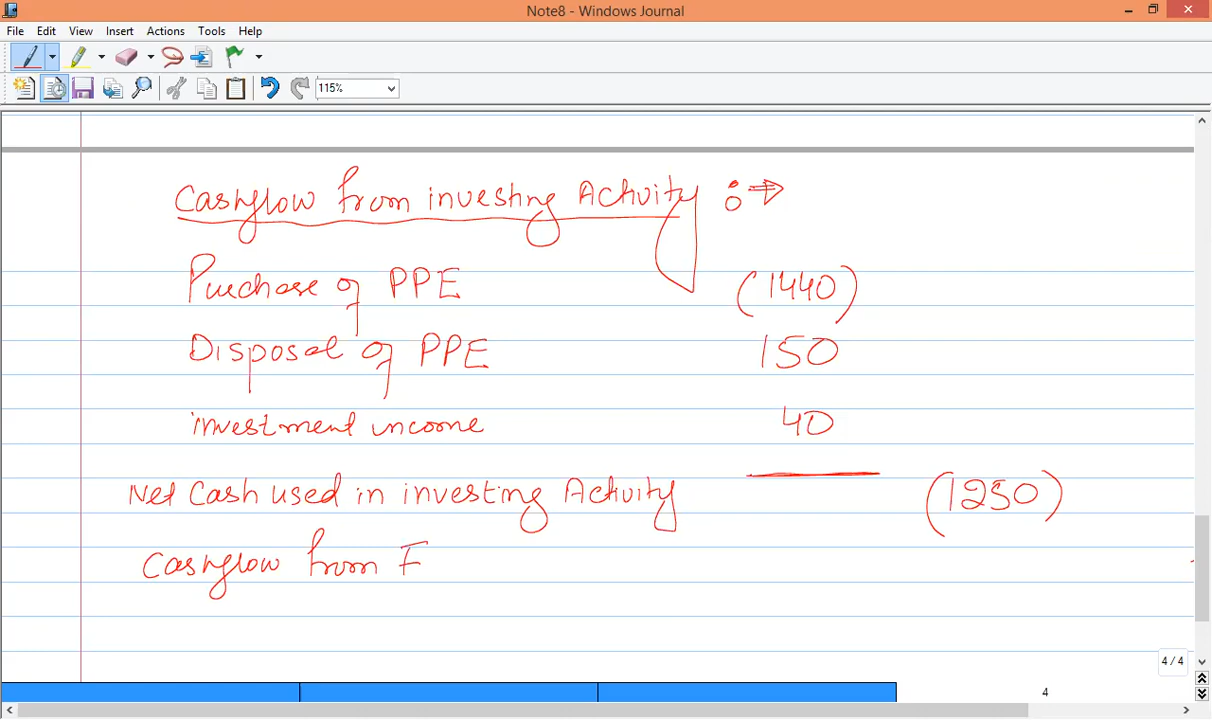 Note8 - Windows Journal
File Edit View Insert Actions Tools Help
115%
Cashflow from investing Activity :⇒
Purchase of PPE (1440)
Disposal of PPE 150
investment income 40
Net Cash used in investing Activity (1250)
Cashflow from F
4 / 4
4